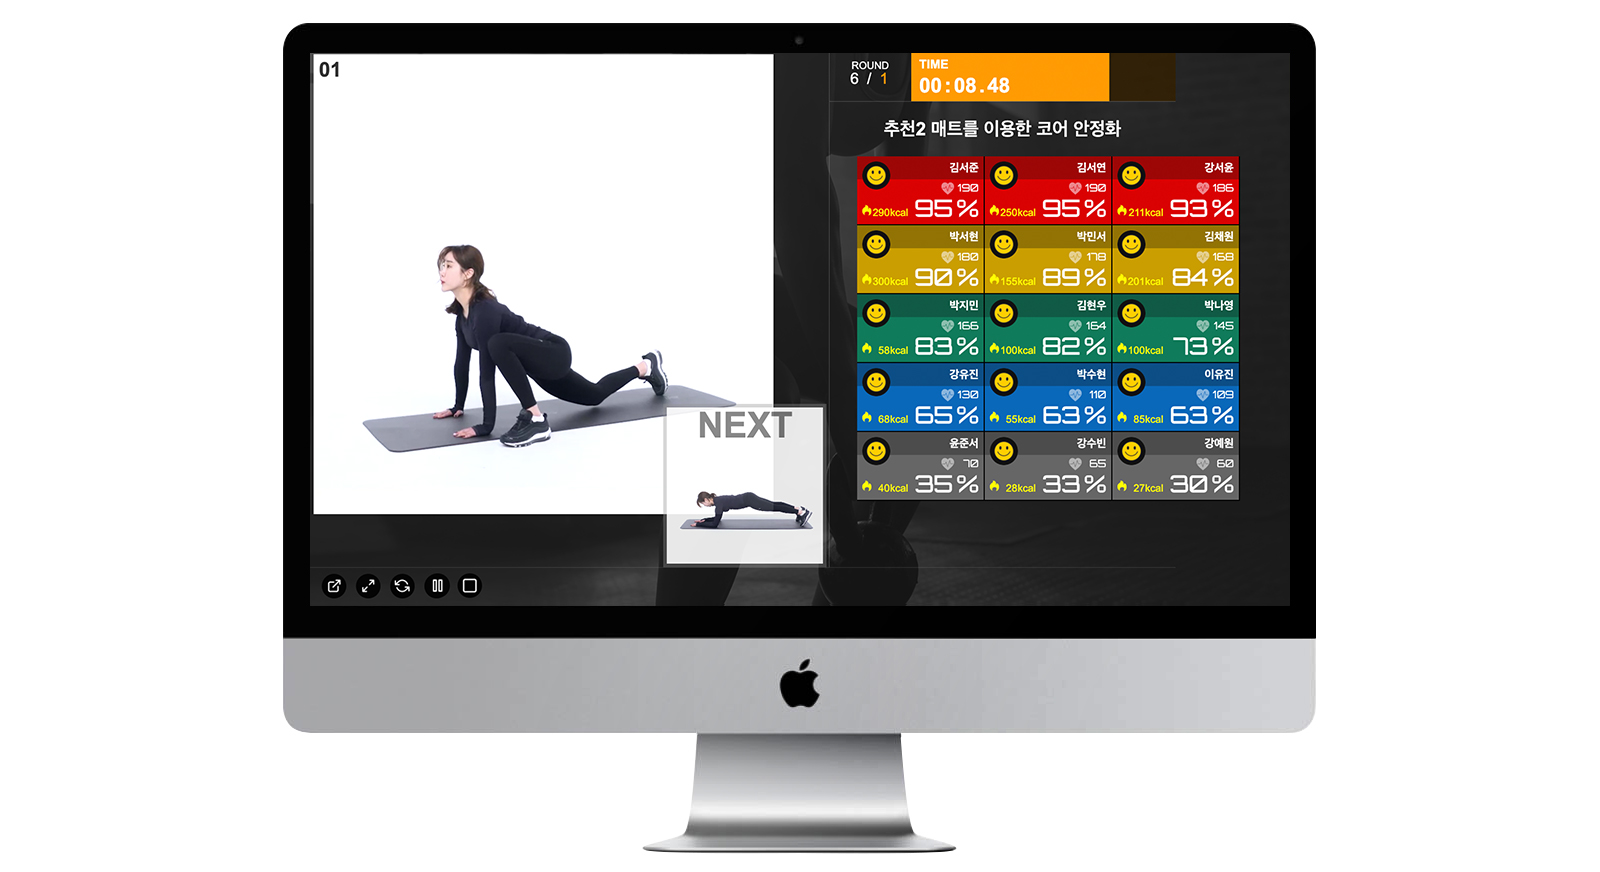 01
ROUND
6 / 1
TIME
00:08.48
추천2 매트를 이용한 코어 안정화
김서준
190
290kcal 95%
김서연
190
250kcal 95%
강서윤
186
211kcal 93%
박서현
180
300kcal 90%
박민서
178
155kcal 89%
김채원
168
201kcal 84%
박지민
166
58kcal 83%
김현우
164
100kcal 82%
박나영
145
100kcal 73%
강유진
130
68kcal 65%
박수현
110
55kcal 63%
이유진
109
85kcal 63%
윤준서
70
40kcal 35%
강수빈
65
28kcal 33%
강예원
60
27kcal 30%
NEXT